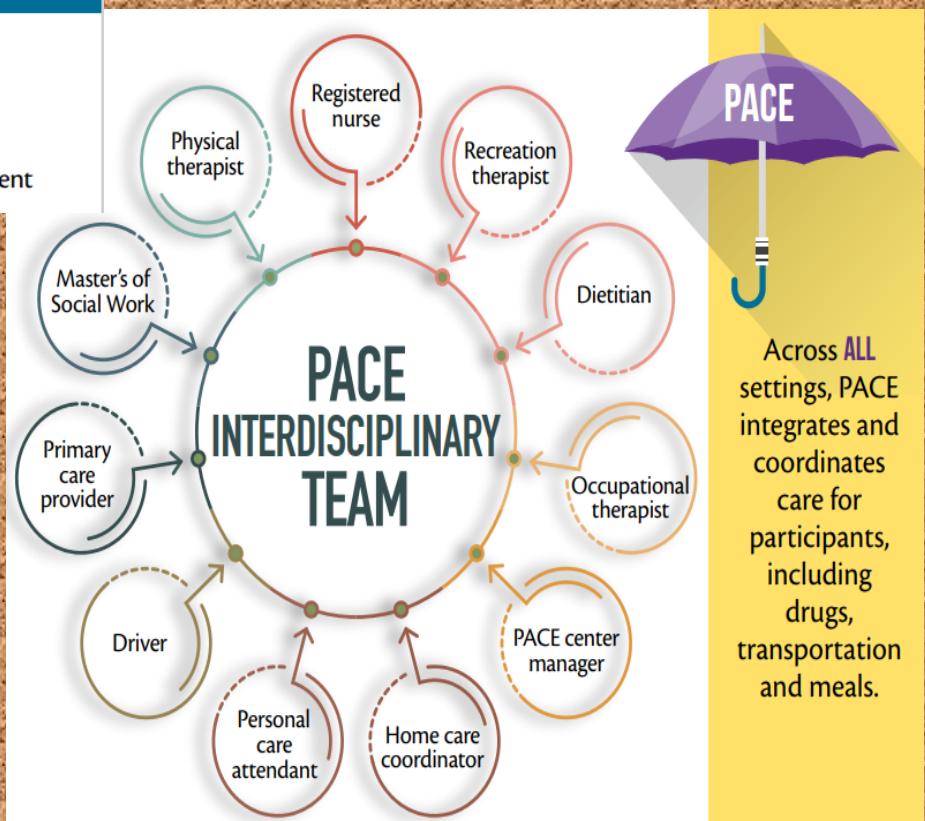 ent
Registered
nurse
Physical
therapist
Recreation
therapist
Master's of
Social Work
Dietitian
Primary
care
provider
Occupational
therapist
Driver
PACE center
manager
Personal
care
attendant
Home care
coordinator
PACE
INTERDISCIPLINARY
TEAM
PACE
Across ALL
settings, PACE
integrates and
coordinates
care for
participants,
including
drugs,
transportation
and meals.